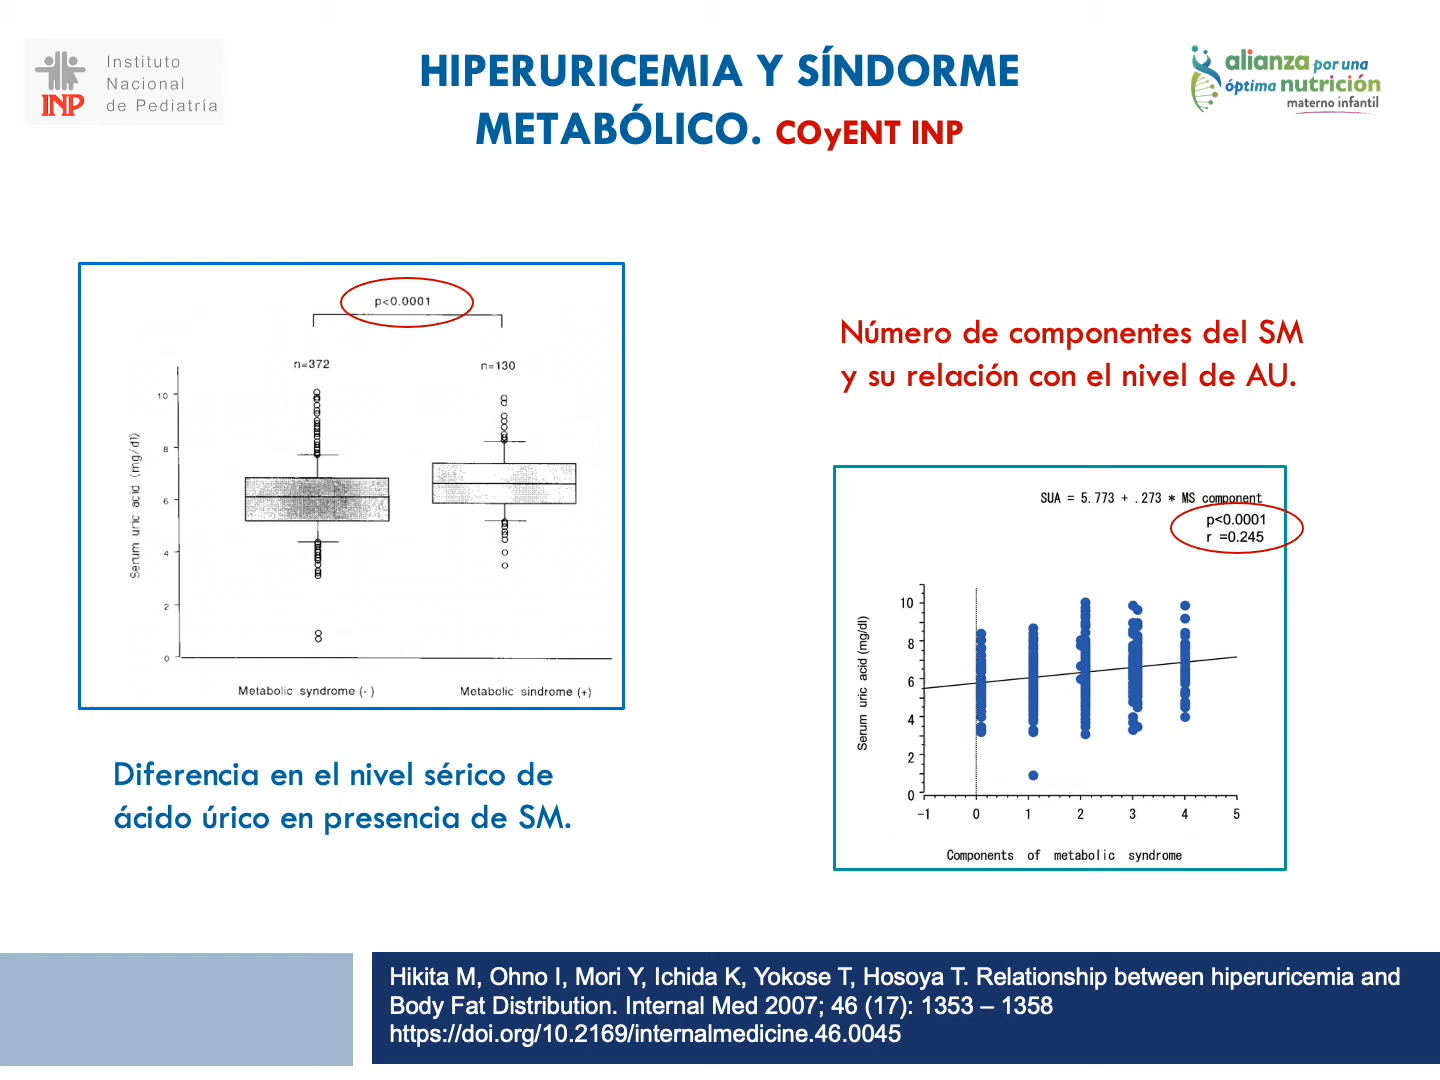 Instituto
Nacional
de Pediatría
INP
HIPERURICEMIA Y SÍNDORME
METABÓLICO. COyENT INP
alianza por una
óptima nutrición
materno infantil
p<0.0001
n=372
n=130
10
8
6
4
2
0
Serum uric acid (mg/dl)
Metabolic syndrome (-)
Metabolic sindrome (+)
Diferencia en el nivel sérico de
ácido úrico en presencia de SM.
Número de componentes del SM
y su relación con el nivel de AU.
SUA = 5.773 + .273 * MS component
p<0.0001
r =0.245
10
8
6
4
2
0
Serum uric acid (mg/dl)
-1 0 1 2 3 4 5
Components of metabolic syndrome
Hikita M, Ohno I, Mori Y, Ichida K, Yokose T, Hosoya T. Relationship between hiperuricemia and
Body Fat Distribution. Internal Med 2007; 46 (17): 1353 – 1358
https://doi.org/10.2169/internalmedicine.46.0045